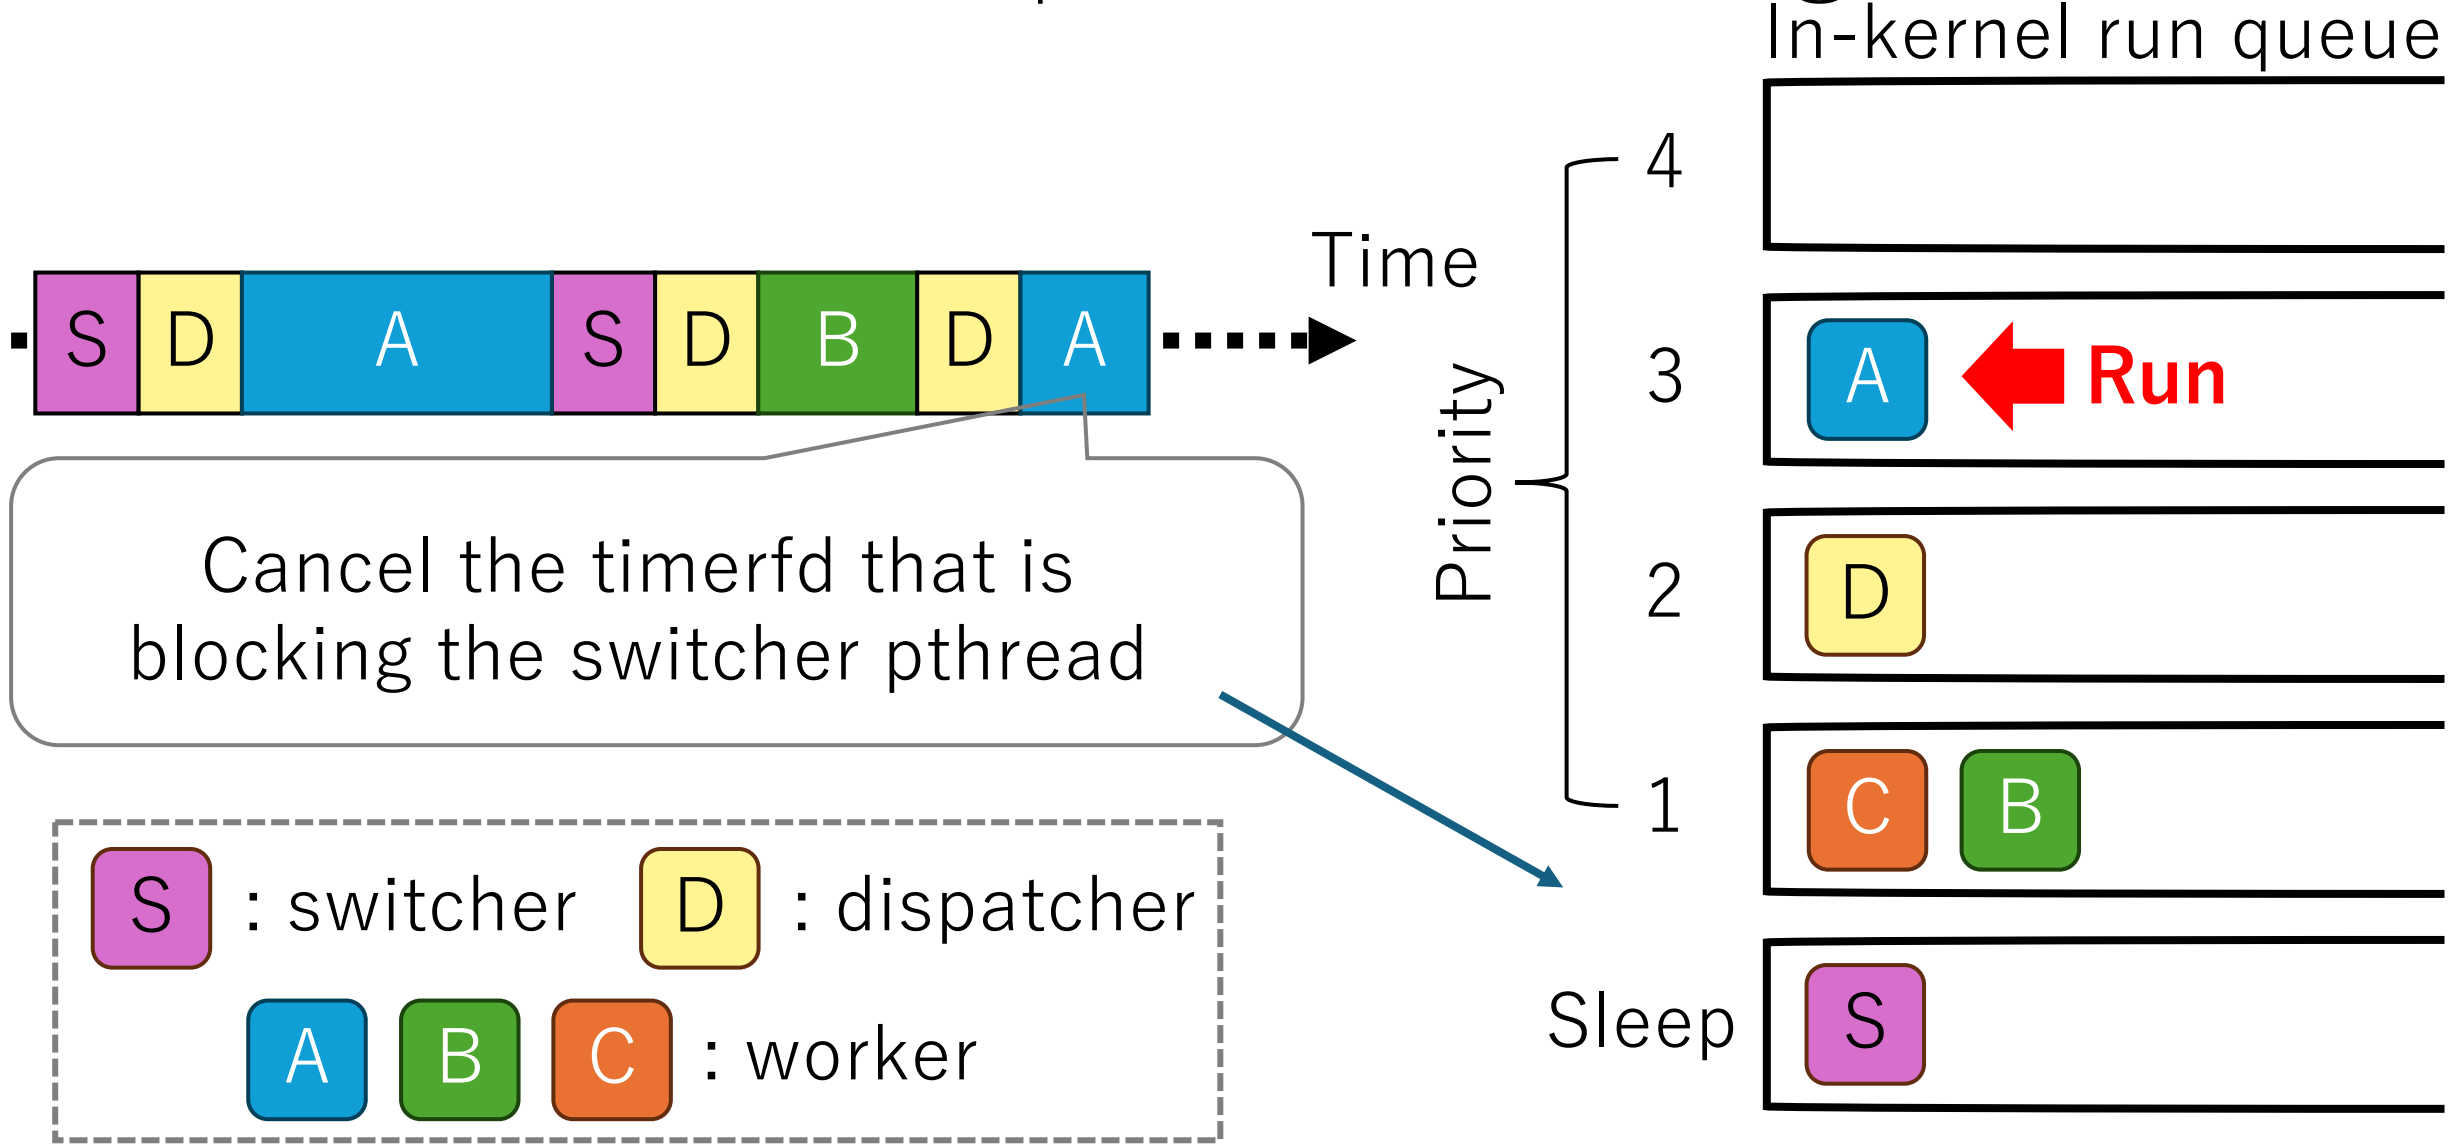 In-kernel run queue
4
Time
S D A S D B D A
Priority
3
A Run
Cancel the timerfd that is
blocking the switcher pthread
2
D
1
C B
S : switcher D : dispatcher
A B C : worker
Sleep
S